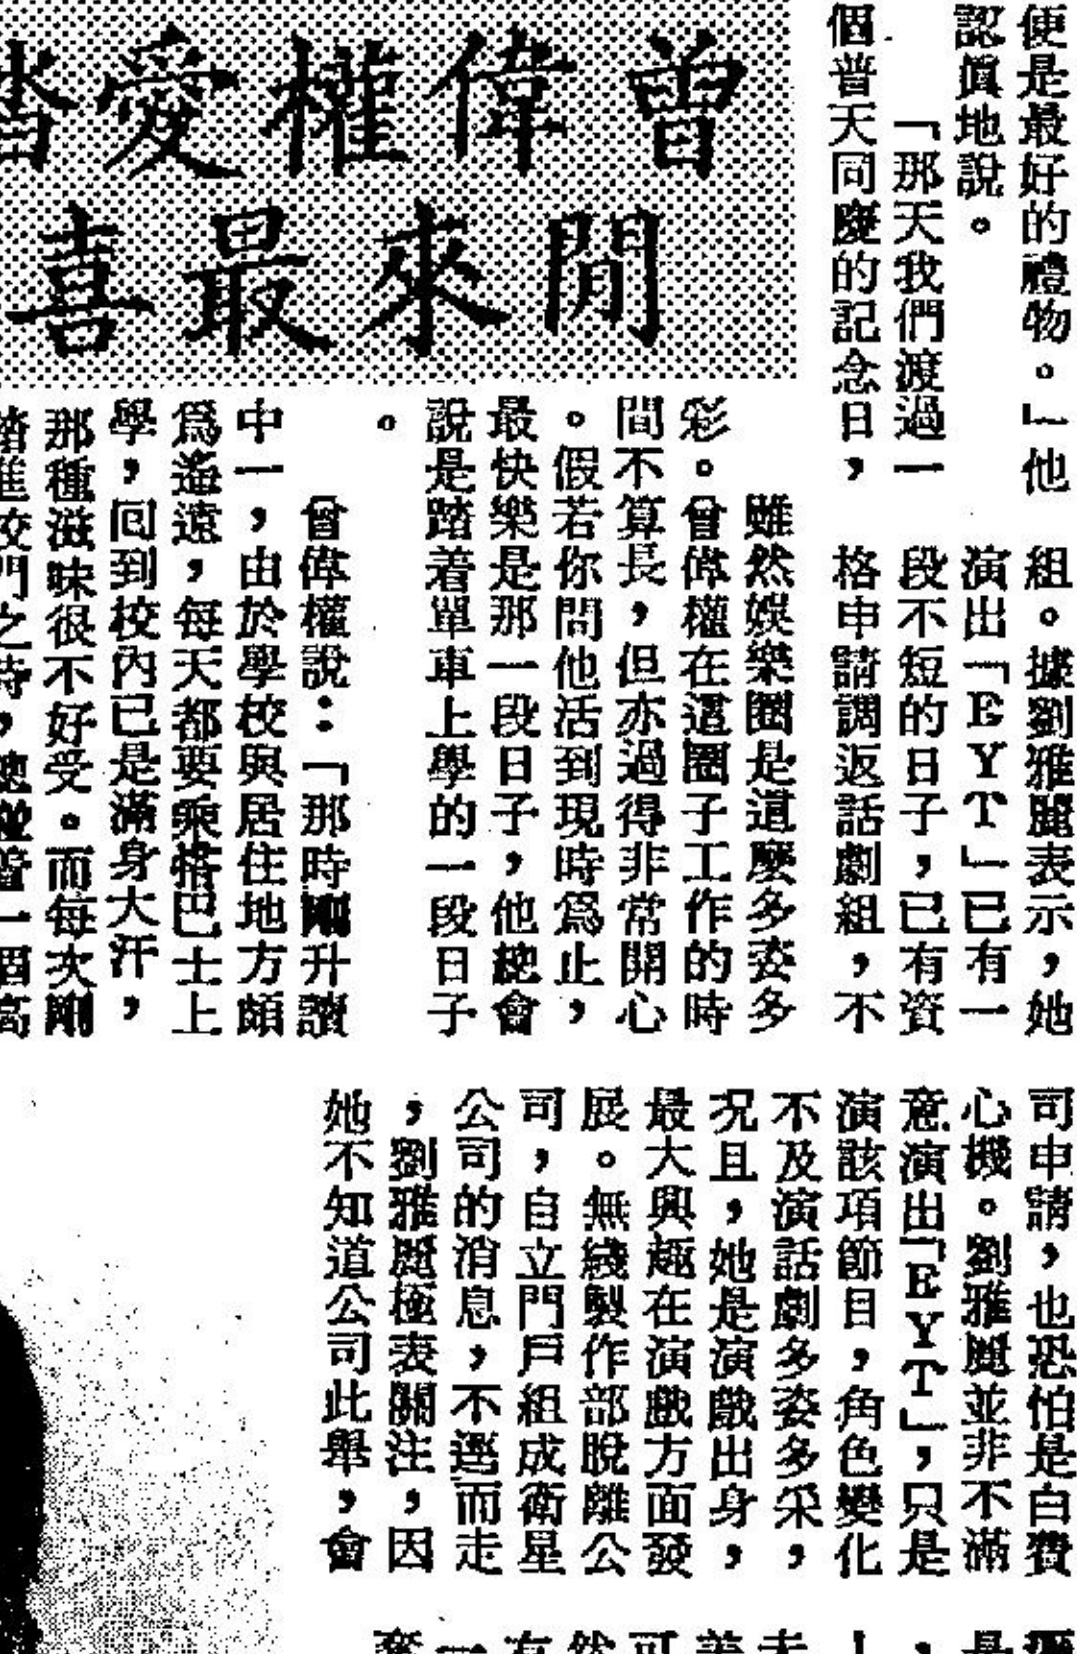 便是最好的禮物。」他
認眞地說。
「那天我們渡過一
個普天同慶的記念日，
曾偉權愛踏
閒來最喜
組。據劉雅麗表示，她
演出「EYT」已有一
段不短的日子，已有資
格申請調返話劇組，不
司申請，也恐怕是白費
心機。劉雅麗並非不滿
意演出「EYT」，只是
演該項節目，角色變化
不及演話劇多姿多采，
况且，她是演戲出身，
最大興趣在演戲方面發
展。無綫製作部脫離公
司，自立門戶組成衛星
公司的消息，不逕而走
，劉雅麗極表關注，因
她不知道公司此舉，會
雖然娛樂圈是這麼多姿多
彩。曾偉權在這圈子工作的時
間不算長，但亦過得非常開心
。假若你問他活到現時爲止，
最快樂是那一段日子，他總會
說是踏着單車上學的一段日子
。
曾偉權說：「那時剛升讀
中一，由於學校與居住地方頗
爲遙遠，每天都要乘搭巴士上
學，回到校內已是滿身大汗，
那種滋味很不好受。而每次剛
踏進校門之時，總碰着一個高